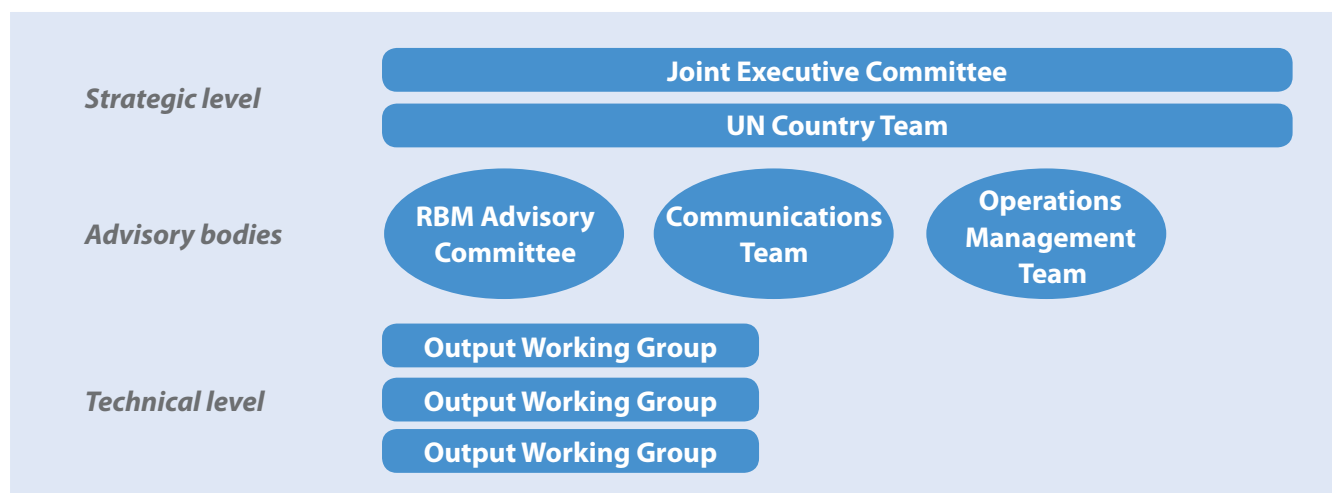 Strategic level
Joint Executive Committee
UN Country Team
Advisory bodies
RBM Advisory
Committee
Communications
Team
Operations
Management
Team
Technical level
Output Working Group
Output Working Group
Output Working Group